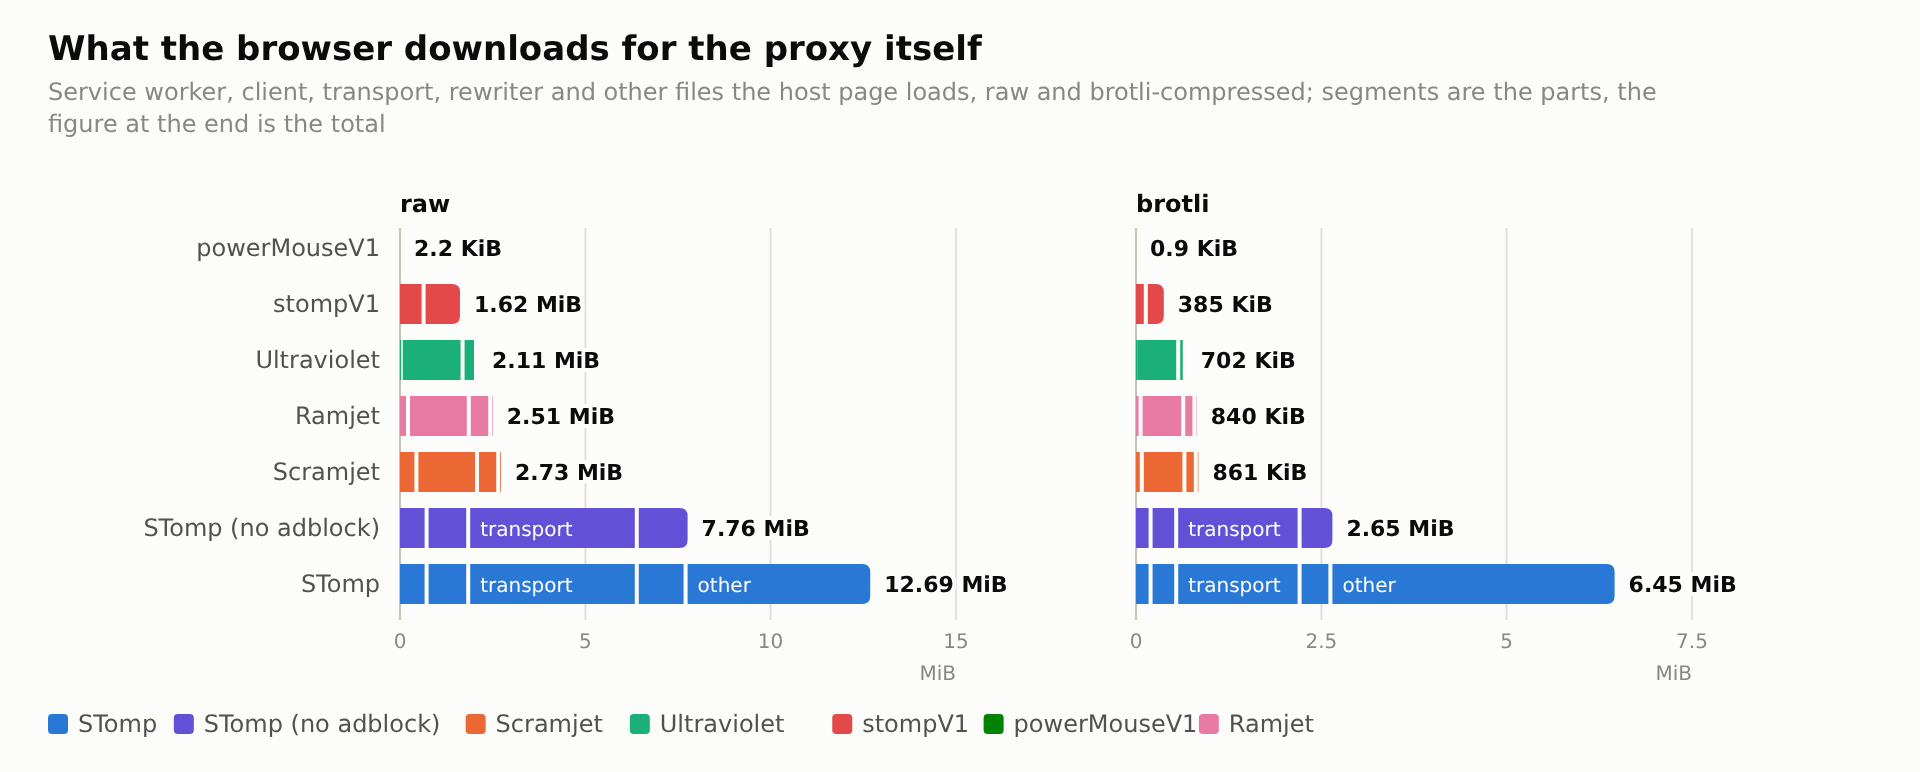 What the browser downloads for the proxy itself
Service worker, client, transport, rewriter and other files the host page loads, raw and brotli-compressed; segments are the parts, the
figure at the end is the total
raw
brotli
powerMouseV1 2.2 KiB 0.9 KiB
stompV1 1.62 MiB 385 KiB
Ultraviolet 2.11 MiB 702 KiB
Ramjet 2.51 MiB 840 KiB
Scramjet 2.73 MiB 861 KiB
STomp (no adblock) transport 7.76 MiB transport 2.65 MiB
STomp transport other 12.69 MiB transport other 6.45 MiB
0 5 10 15 0 2.5 5 7.5
MiB MiB
STomp STomp (no adblock) Scramjet Ultraviolet stompV1 powerMouseV1 Ramjet